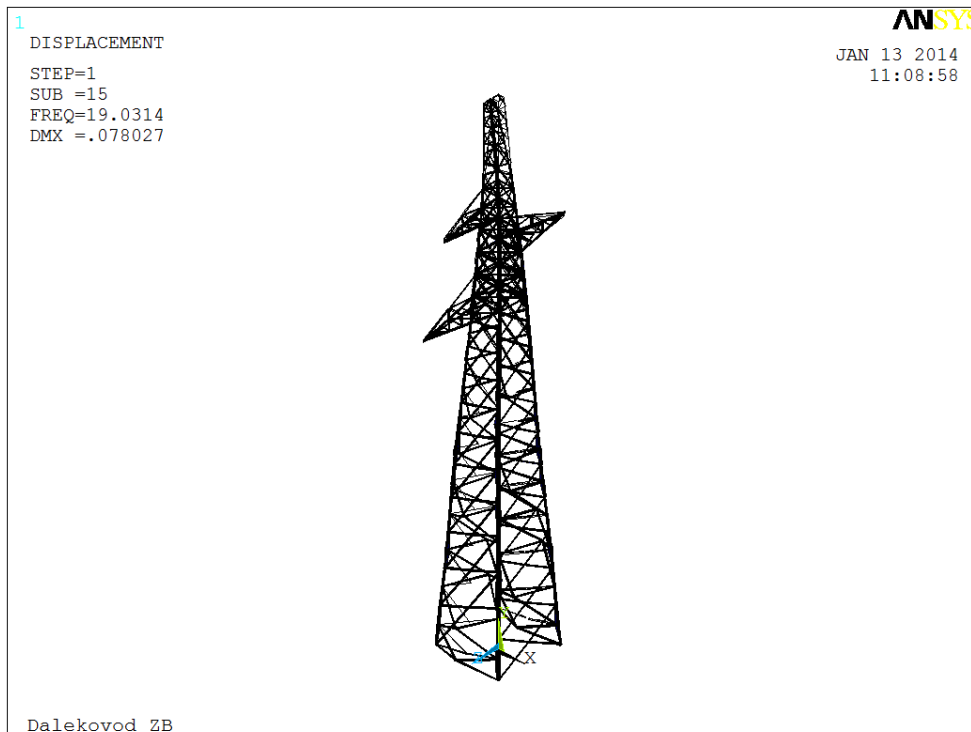 1
DISPLACEMENT
STEP=1
SUB =15
FREQ=19.0314
DMX =.078027
ANSYS
JAN 13 2014
11:08:58
Z
X
Dalekovod ZB